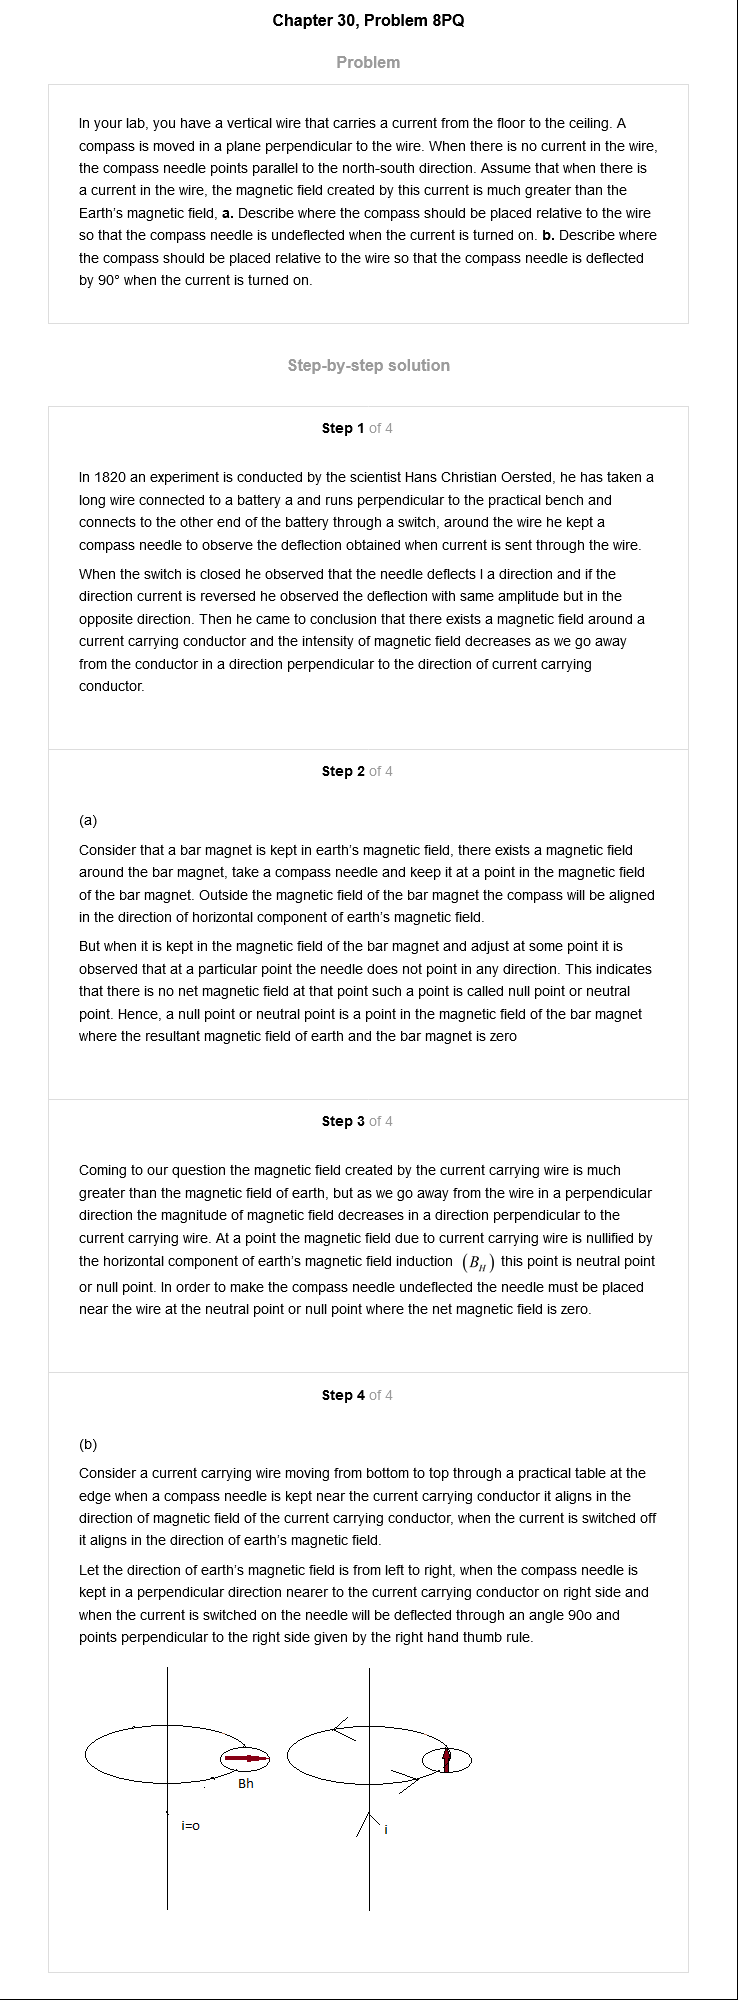 Chapter 30, Problem 8PQ
Problem
In your lab, you have a vertical wire that carries a current from the floor to the ceiling. A
compass is moved in a plane perpendicular to the wire. When there is no current in the wire,
the compass needle points parallel to the north-south direction. Assume that when there is
a current in the wire, the magnetic field created by this current is much greater than the
Earth's magnetic field, a. Describe where the compass should be placed relative to the wire
so that the compass needle is undeflected when the current is turned on. b. Describe where
the compass should be placed relative to the wire so that the compass needle is deflected
by 90° when the current is turned on.
Step-by-step solution
Step 1 of 4
In 1820 an experiment is conducted by the scientist Hans Christian Oersted, he has taken a
long wire connected to a battery a and runs perpendicular to the practical bench and
connects to the other end of the battery through a switch, around the wire he kept a
compass needle to observe the deflection obtained when current is sent through the wire.
When the switch is closed he observed that the needle deflects I a direction and if the
direction current is reversed he observed the deflection with same amplitude but in the
opposite direction. Then he came to conclusion that there exists a magnetic field around a
current carrying conductor and the intensity of magnetic field decreases as we go away
from the conductor in a direction perpendicular to the direction of current carrying
conductor.
Step 2 of 4
(a)
Consider that a bar magnet is kept in earth's magnetic field, there exists a magnetic field
around the bar magnet, take a compass needle and keep it at a point in the magnetic field
of the bar magnet. Outside the magnetic field of the bar magnet the compass will be aligned
in the direction of horizontal component of earth's magnetic field.
But when it is kept in the magnetic field of the bar magnet and adjust at some point it is
observed that at a particular point the needle does not point in any direction. This indicates
that there is no net magnetic field at that point such a point is called null point or neutral
point. Hence, a null point or neutral point is a point in the magnetic field of the bar magnet
where the resultant magnetic field of earth and the bar magnet is zero
Step 3 of 4
Coming to our question the magnetic field created by the current carrying wire is much
greater than the magnetic field of earth, but as we go away from the wire in a perpendicular
direction the magnitude of magnetic field decreases in a direction perpendicular to the
current carrying wire. At a point the magnetic field due to current carrying wire is nullified by
the horizontal component of earth's magnetic field induction (B_H) this point is neutral point
or null point. In order to make the compass needle undeflected the needle must be placed
near the wire at the neutral point or null point where the net magnetic field is zero.
Step 4 of 4
(b)
Consider a current carrying wire moving from bottom to top through a practical table at the
edge when a compass needle is kept near the current carrying conductor it aligns in the
direction of magnetic field of the current carrying conductor, when the current is switched off
it aligns in the direction of earth's magnetic field.
Let the direction of earth's magnetic field is from left to right, when the compass needle is
kept in a perpendicular direction nearer to the current carrying conductor on right side and
when the current is switched on the needle will be deflected through an angle 90o and
points perpendicular to the right side given by the right hand thumb rule.
Bh
i=o
i